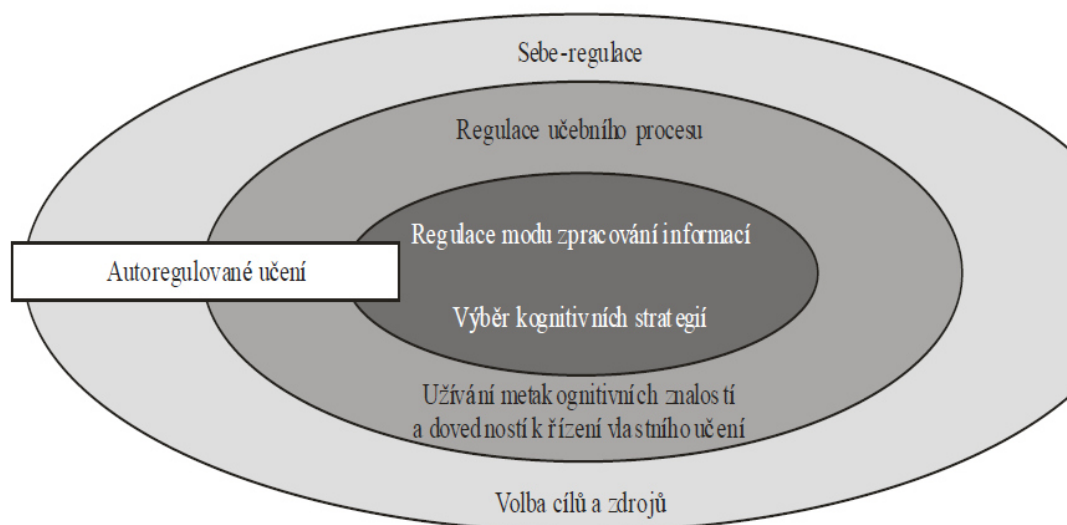 Sebe-regulace
Regulace učebního procesu
Regulace modu zpracování informací
Autoregulované učení
Výběr kognitivních strategií
Užívání metakognitivních znalostí
a dovedností k řízení vlastního učení
Volba cílů a zdrojů